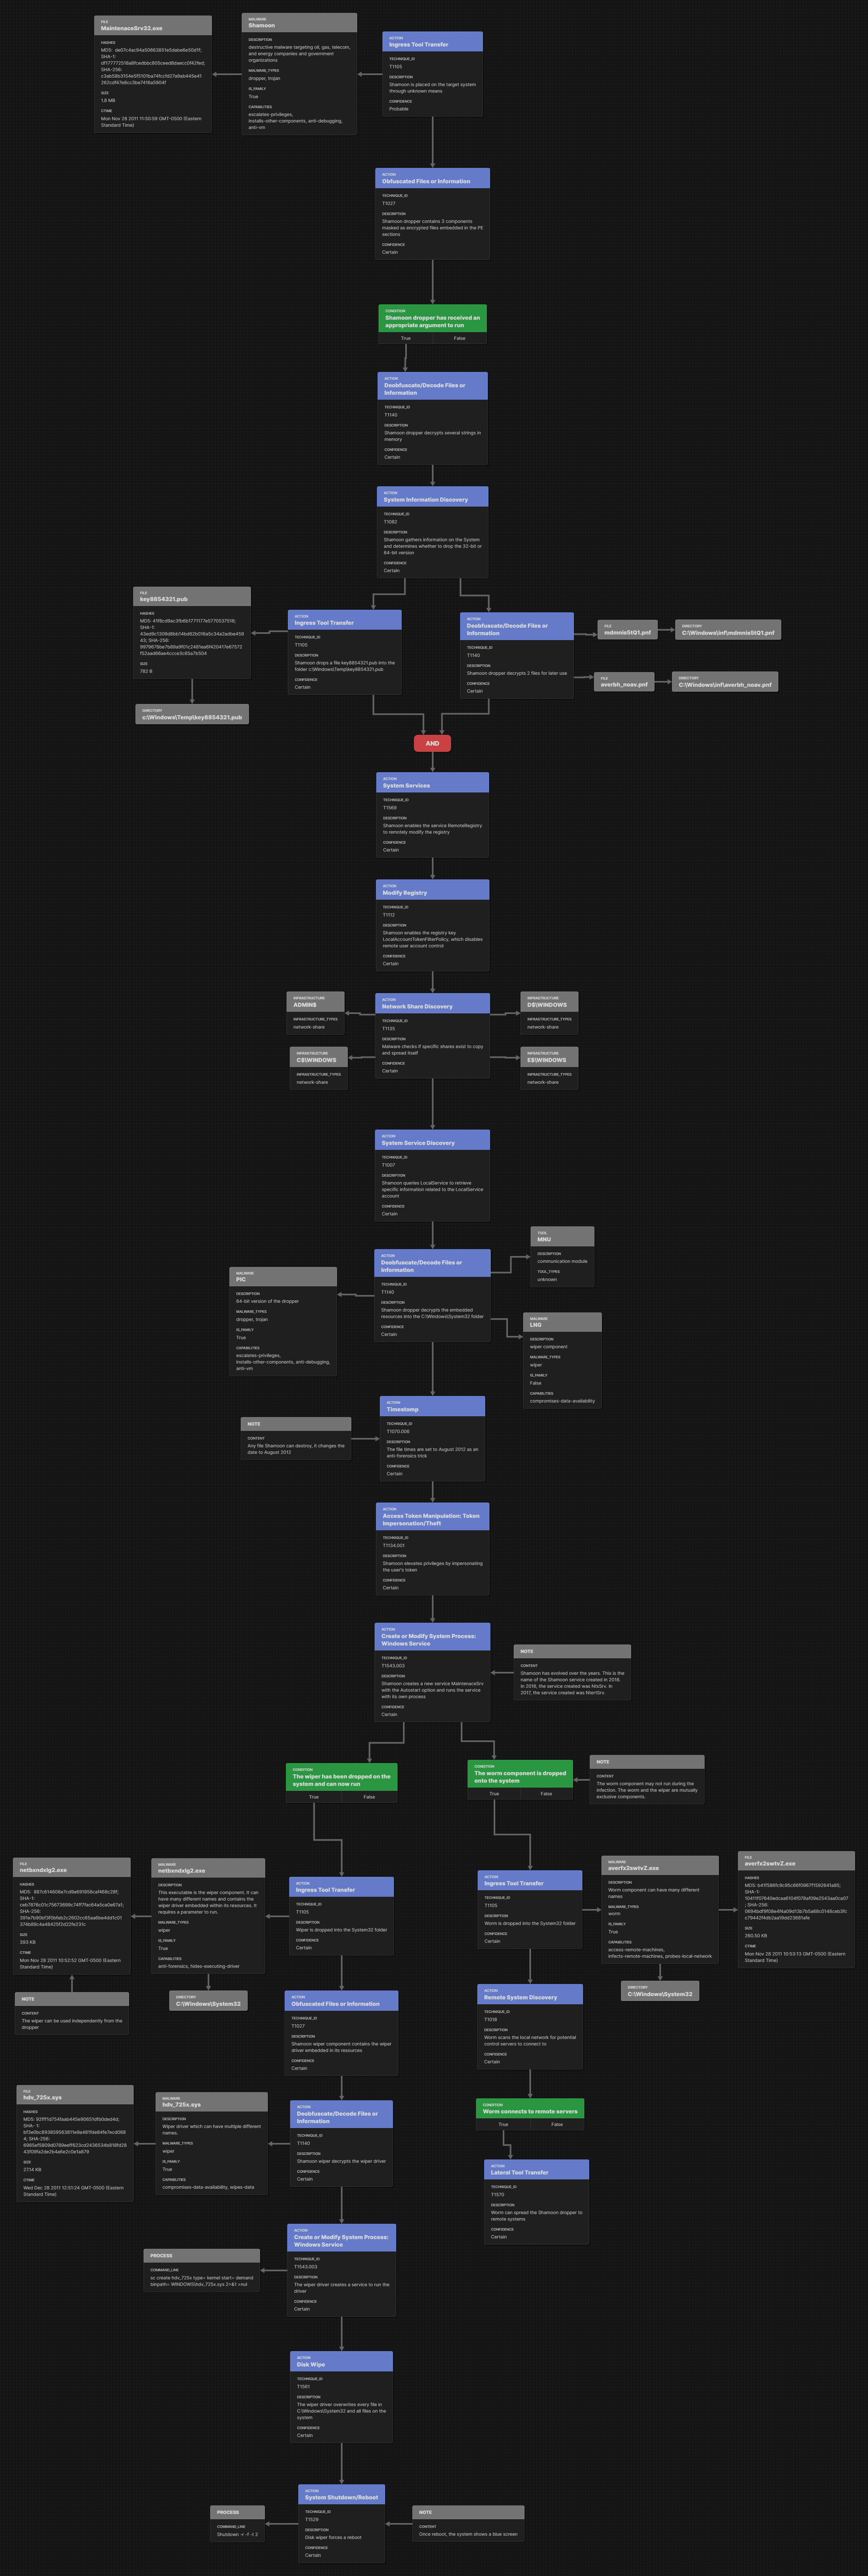 FILE
MaintenaceSrv32.exe
HASHES
SIZE
1.8 MB
CTIME
Mon Nov 28 2011 11:50:59 GMT-0500 (Eastern
Standard Time)
MALWARE
Shamoon
DESCRIPTION
destructive malware targeting oil, gas, telecom,
and energy companies and government
organizations
MALWARE_TYPES
dropper, trojan
IS_FAMILY
True
CAPABILITIES
escalates-privileges,
installs-other-components, anti-debugging,
anti-vm
ACTION
Ingress Tool Transfer
TECHNIQUE_ID
T1105
DESCRIPTION
Shamoon is placed on the target system
through unknown means
CONFIDENCE
Probable
ACTION
Obfuscated Files or Information
TECHNIQUE_ID
T1027
DESCRIPTION
Shamoon dropper contains 3 components
masked as encrypted files embedded in the PE
sections
CONFIDENCE
Certain
CONDITION
Shamoon dropper has received an
appropriate argument to run
True
False
ACTION
Deobfuscate/Decode Files or
Information
TECHNIQUE_ID
T1140
DESCRIPTION
Shamoon dropper decrypts several strings in
memory
CONFIDENCE
Certain
ACTION
System Information Discovery
TECHNIQUE_ID
T1082
DESCRIPTION
Shamoon gathers information on the System
and determines whether to drop the 32-bit or
64-bit version
CONFIDENCE
Certain
FILE
key8854321.pub
HASHES
SIZE
782 B
DIRECTORY
c:\Windows\Temp\key8854321.pub
ACTION
Ingress Tool Transfer
TECHNIQUE_ID
T1105
DESCRIPTION
Shamoon drops a file key8854321.pub into the
folder c:\Windows\Temp\key8854321.pub
CONFIDENCE
Certain
ACTION
Deobfuscate/Decode Files or
Information
TECHNIQUE_ID
T1140
DESCRIPTION
Shamoon dropper decrypts 2 files for later use
CONFIDENCE
Certain
FILE
mdmnis5tQ1.pnf
DIRECTORY
C:\Windows\inf\mdmnis5tQ1.pnf
FILE
averbh_noav.pnf
DIRECTORY
C:\Windows\inf\averbh_noav.pnf
AND
ACTION
System Services
TECHNIQUE_ID
T1569
DESCRIPTION
Shamoon enables the service RemoteRegistry
to remotely modify the registry
CONFIDENCE
Certain
ACTION
Modify Registry
TECHNIQUE_ID
T1112
DESCRIPTION
Shamoon enables the registry key
LocalAccountTokenFilterPolicy, which disables
remote user account control
CONFIDENCE
Certain
INFRASTRUCTURE
ADMIN$
INFRASTRUCTURE_TYPES
network-share
INFRASTRUCTURE
C$\WINDOWS
INFRASTRUCTURE_TYPES
network-share
ACTION
Network Share Discovery
TECHNIQUE_ID
T1135
DESCRIPTION
Malware checks if specific shares exist to copy
and spread itself
CONFIDENCE
Certain
INFRASTRUCTURE
D$\WINDOWS
INFRASTRUCTURE_TYPES
network-share
INFRASTRUCTURE
E$\WINDOWS
INFRASTRUCTURE_TYPES
network-share
ACTION
System Service Discovery
TECHNIQUE_ID
T1007
DESCRIPTION
Shamoon queries LocalService to retrieve
specific information related to the LocalService
account
CONFIDENCE
Certain
TOOL
MNU
DESCRIPTION
communication module
TOOL_TYPES
unknown
MALWARE
PIC
DESCRIPTION
64-bit version of the dropper
MALWARE_TYPES
dropper, trojan
IS_FAMILY
True
CAPABILITIES
escalates-privileges,
installs-other-components, anti-debugging,
anti-vm
ACTION
Deobfuscate/Decode Files or
Information
TECHNIQUE_ID
T1140
DESCRIPTION
Shamoon dropper decrypts the embedded
resources into the C:\Windows\System folder
CONFIDENCE
Certain
MALWARE
LNG
DESCRIPTION
wiper component
MALWARE_TYPES
wiper
IS_FAMILY
False
CAPABILITIES
compromises-data-availability
NOTE
CONTENT
Any file Shamoon can destroy, it changes the
date to August 2012
ACTION
Timestomp
TECHNIQUE_ID
T1070.006
DESCRIPTION
The file times are set to August 2012 as an
anti-forensics trick
CONFIDENCE
Certain
ACTION
Access Token Manipulation: Token
Impersonation/Theft
TECHNIQUE_ID
T1134.001
DESCRIPTION
Shamoon elevates privileges by impersonating
the user's token
CONFIDENCE
Certain
ACTION
Create or Modify System Process:
Windows Service
TECHNIQUE_ID
T1543.003
DESCRIPTION
Shamoon creates a new service MaintenaceSrv
with the Autostart option and runs the service
with its own process
CONFIDENCE
Certain
NOTE
CONTENT
Shamoon has evolved over the years. This is the
name of the Shamoon service created in 2018.
In 2016, the service created was NtsSrv. In
2017, the service created was NtertSrv.
CONDITION
The wiper has been dropped on the
system and can now run
True
False
CONDITION
The worm component is dropped
onto the system
True
False
NOTE
CONTENT
The worm component may not run during the
infection. The worm and the wiper are mutually
exclusive components.
FILE
netbxndxlg2.exe
HASHES
SIZE
393 KB
CTIME
Mon Nov 28 2011 10:52:52 GMT-0500 (Eastern
Standard Time)
NOTE
CONTENT
The wiper can be used independently from the
dropper
MALWARE
netbxndxlg2.exe
DESCRIPTION
This executable is the wiper component. It can
have many different names and contains the
wiper driver embedded within its resources. It
requires a parameter to run.
MALWARE_TYPES
wiper
IS_FAMILY
True
CAPABILITIES
anti-forensics, hides-executing-driver
DIRECTORY
C:\Windows\System32
ACTION
Ingress Tool Transfer
TECHNIQUE_ID
T1105
DESCRIPTION
Wiper is dropped into the System32 folder
CONFIDENCE
Certain
ACTION
Ingress Tool Transfer
TECHNIQUE_ID
T1105
DESCRIPTION
Worm is dropped into the System32 folder
CONFIDENCE
Certain
MALWARE
averfx2swtvZ.exe
DESCRIPTION
Worm component can have many different
names
MALWARE_TYPES
worm
IS_FAMILY
True
CAPABILITIES
access-remote-machines,
infects-remote-machines, probes-local-network
DIRECTORY
C:\Windows\System32
FILE
averfx2swtvZ.exe
HASHES
SIZE
260.50 KB
CTIME
Mon Nov 28 2011 10:53:13 GMT-0500 (Eastern
Standard Time)
ACTION
Obfuscated Files or Information
TECHNIQUE_ID
T1027
DESCRIPTION
Shamoon wiper component contains the wiper
driver embedded in its resources
CONFIDENCE
Certain
ACTION
Remote System Discovery
TECHNIQUE_ID
T1018
DESCRIPTION
Worm scans the local network for potential
control servers to connect to
CONFIDENCE
Certain
FILE
hdv_725x.sys
HASHES
SIZE
27.14 KB
CTIME
Wed Dec 28 2011 12:51:24 GMT-0500 (Eastern
Standard Time)
MALWARE
hdv_725x.sys
DESCRIPTION
Wiper driver which can have multiple different
names.
MALWARE_TYPES
wiper
IS_FAMILY
True
CAPABILITIES
compromises-data-availability, wipes-data
ACTION
Deobfuscate/Decode Files or
Information
TECHNIQUE_ID
T1140
DESCRIPTION
Shamoon wiper decrypts the wiper driver
CONFIDENCE
Certain
CONDITION
Worm connects to remote servers
True
False
ACTION
Lateral Tool Transfer
TECHNIQUE_ID
T1570
DESCRIPTION
Worm can spread the Shamoon dropper to
remote systems
CONFIDENCE
Certain
PROCESS
COMMAND_LINE
sc create hdv_725x type= kernel start= demand
binpath= WINDOWS\hdv_725x.sys 2>&1 >nul
ACTION
Create or Modify System Process:
Windows Service
TECHNIQUE_ID
T1543.003
DESCRIPTION
The wiper driver creates a service to run the
driver
CONFIDENCE
Certain
ACTION
Disk Wipe
TECHNIQUE_ID
T1561
DESCRIPTION
The wiper driver overwrites every file in
C:\Windows\System32 and all files on the
system
CONFIDENCE
Certain
PROCESS
COMMAND_LINE
Shutdown -r -f -t 2
ACTION
System Shutdown/Reboot
TECHNIQUE_ID
T1529
DESCRIPTION
Disk wiper forces a reboot
CONFIDENCE
Certain
NOTE
CONTENT
Once reboot, the system shows a blue screen